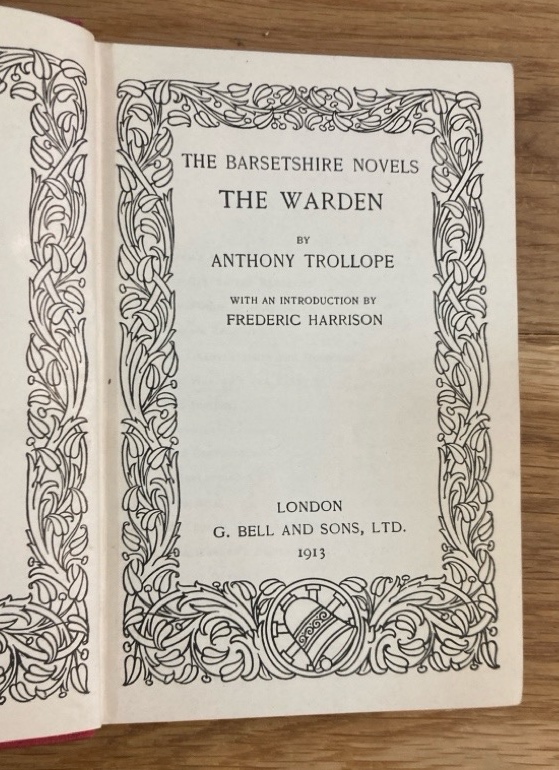 THE BARSETSHIRE NOVELS
THE WARDEN
BY
ANTHONY TROLLOPE
WITH AN INTRODUCTION BY
FREDERIC HARRISON
LONDON
G. BELL AND SONS, LTD.
1913